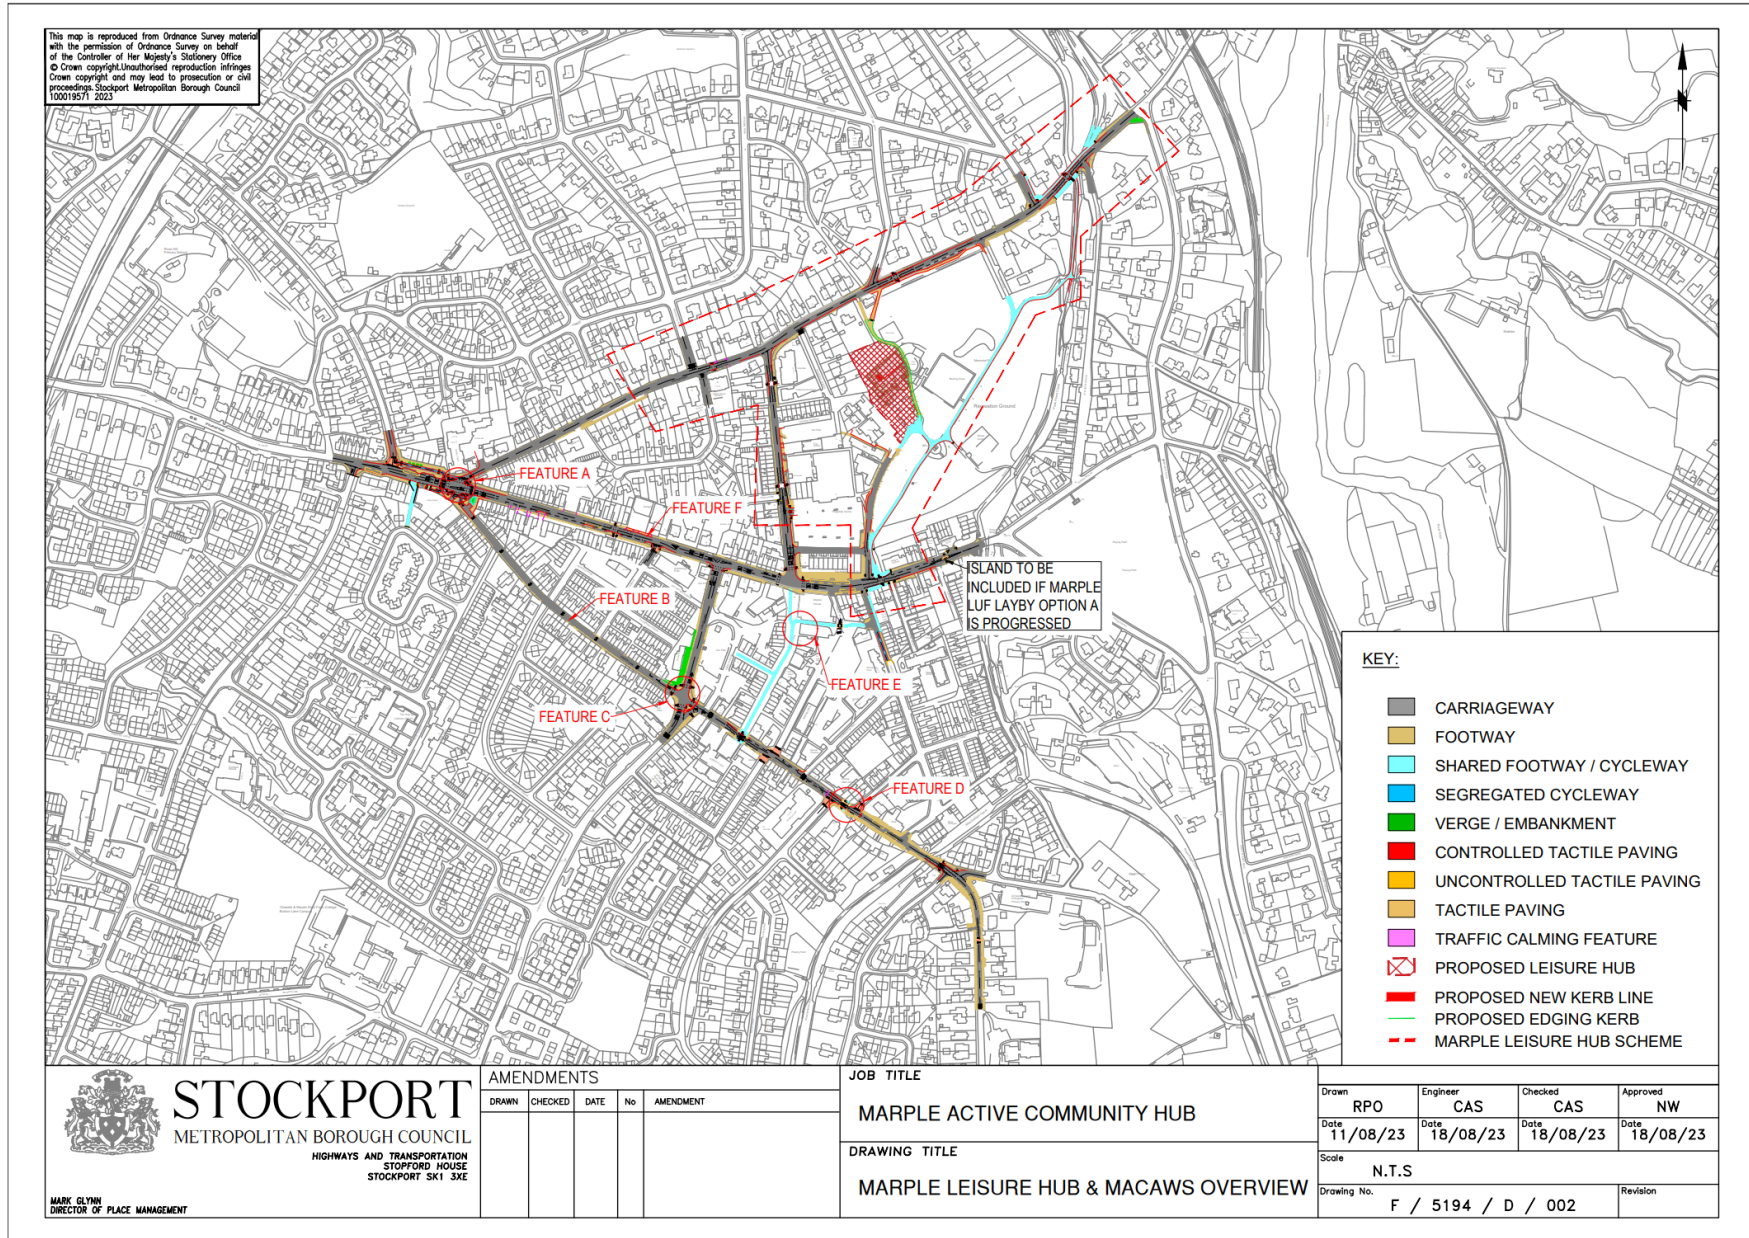 This map is reproduced from Ordnance Survey material
with the permission of Ordnance Survey on behalf
of the Controller of Her Majesty's Stationery Office
© Crown copyright.Unauthorised reproduction infringes
Crown copyright and may lead to prosecution or civil
proceedings. Stockport Metropolitan Borough Council
100019571 2023
FEATURE A
FEATURE F
ISLAND TO BE
INCLUDED IF MARPLE
LUF LAYBY OPTION A
IS PROGRESSED
FEATURE B
FEATURE E
FEATURE C
FEATURE D
Recreation Ground
KEY:
CARRIAGEWAY
FOOTWAY
SHARED FOOTWAY / CYCLEWAY
SEGREGATED CYCLEWAY
VERGE / EMBANKMENT
CONTROLLED TACTILE PAVING
UNCONTROLLED TACTILE PAVING
TACTILE PAVING
TRAFFIC CALMING FEATURE
PROPOSED LEISURE HUB
PROPOSED NEW KERB LINE
PROPOSED EDGING KERB
MARPLE LEISURE HUB SCHEME
STOCKPORT
METROPOLITAN BOROUGH COUNCIL
HIGHWAYS AND TRANSPORTATION
STOPFORD HOUSE
STOCKPORT SK1 3XE
MARK GLYNN
DIRECTOR OF PLACE MANAGEMENT
AMENDMENTS
DRAWN CHECKED DATE No AMENDMENT
JOB TITLE
MARPLE ACTIVE COMMUNITY HUB
DRAWING TITLE
MARPLE LEISURE HUB & MACAWS OVERVIEW
Drawn Engineer Checked Approved
RPO CAS CAS NW
Date Date Date Date
11/08/23 18/08/23 18/08/23 18/08/23
Scale
N.T.S
Drawing No. Revision
F / 5194 / D / 002